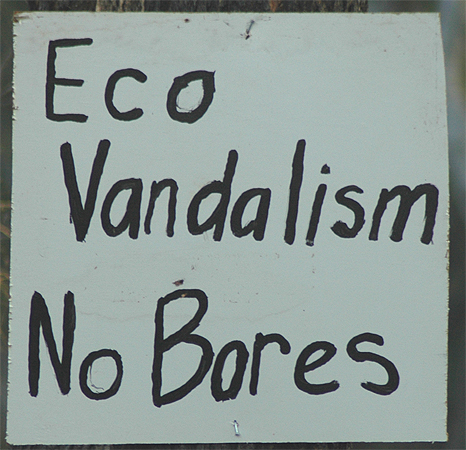 Eco
Vandalism
No Bores